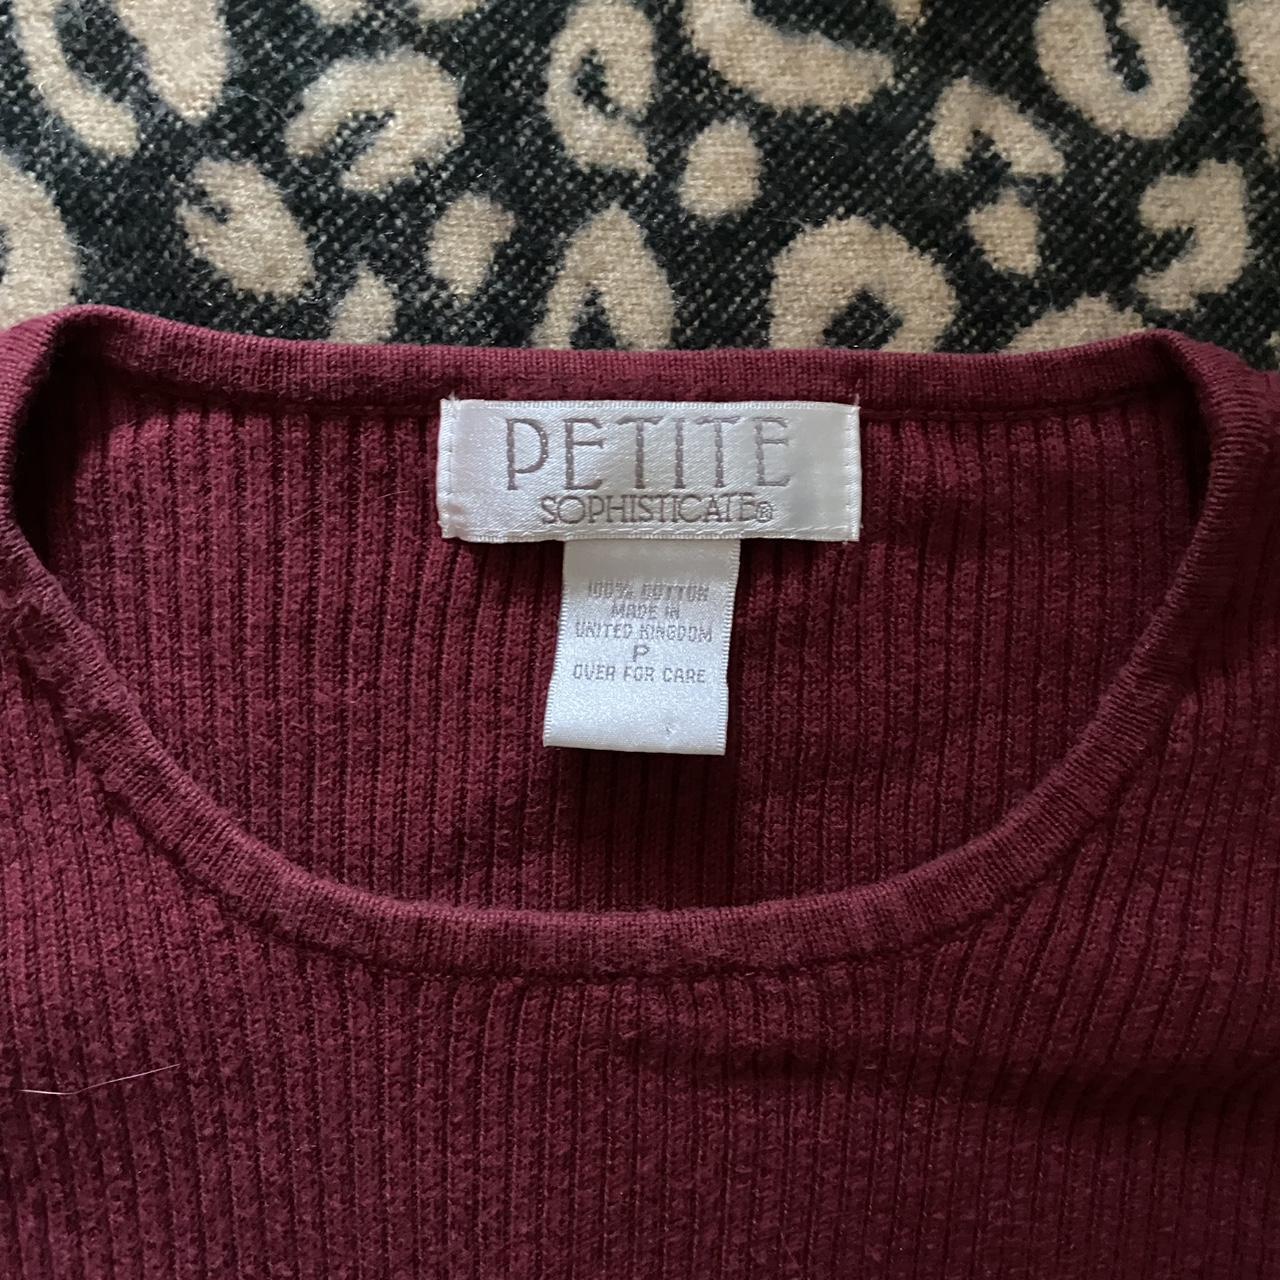 PETITE
SOPHISTICATE®
100% COTTON
MADE IN
UNITED KINGDOM
P
OVER FOR CARE